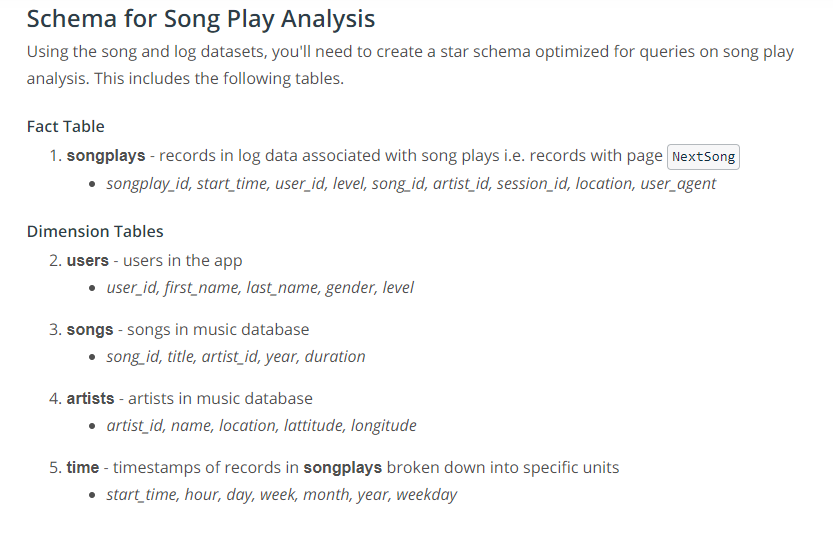 Schema for Song Play Analysis
Using the song and log datasets, you'll need to create a star schema optimized for queries on song play
analysis. This includes the following tables.
Fact Table
1. songplays - records in log data associated with song plays i.e. records with page NextSong
• songplay_id, start_time, user_id, level, song_id, artist_id, session_id, location, user_agent
Dimension Tables
2. users - users in the app
• user_id, first_name, last_name, gender, level
3. songs - songs in music database
• song_id, title, artist_id, year, duration
4. artists - artists in music database
• artist_id, name, location, lattitude, longitude
5. time - timestamps of records in songplays broken down into specific units
• start_time, hour, day, week, month, year, weekday